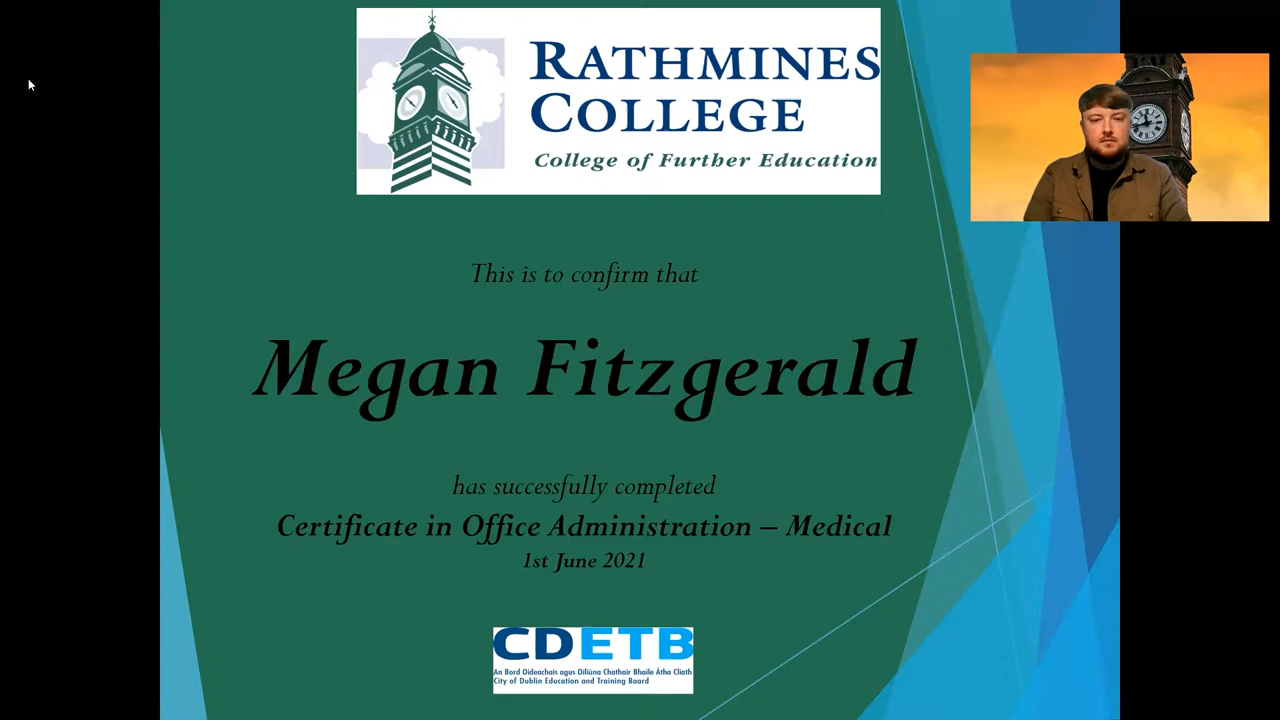 RATHMINES
COLLEGE
College of Further Education
This is to confirm that
Megan Fitzgerald
has successfully completed
Certificate in Office Administration – Medical
1st June 2021
CDETB
An Bord Oideachais agus Oiliúna Chathair Bhaile Átha Cliath
City of Dublin Education and Training Board